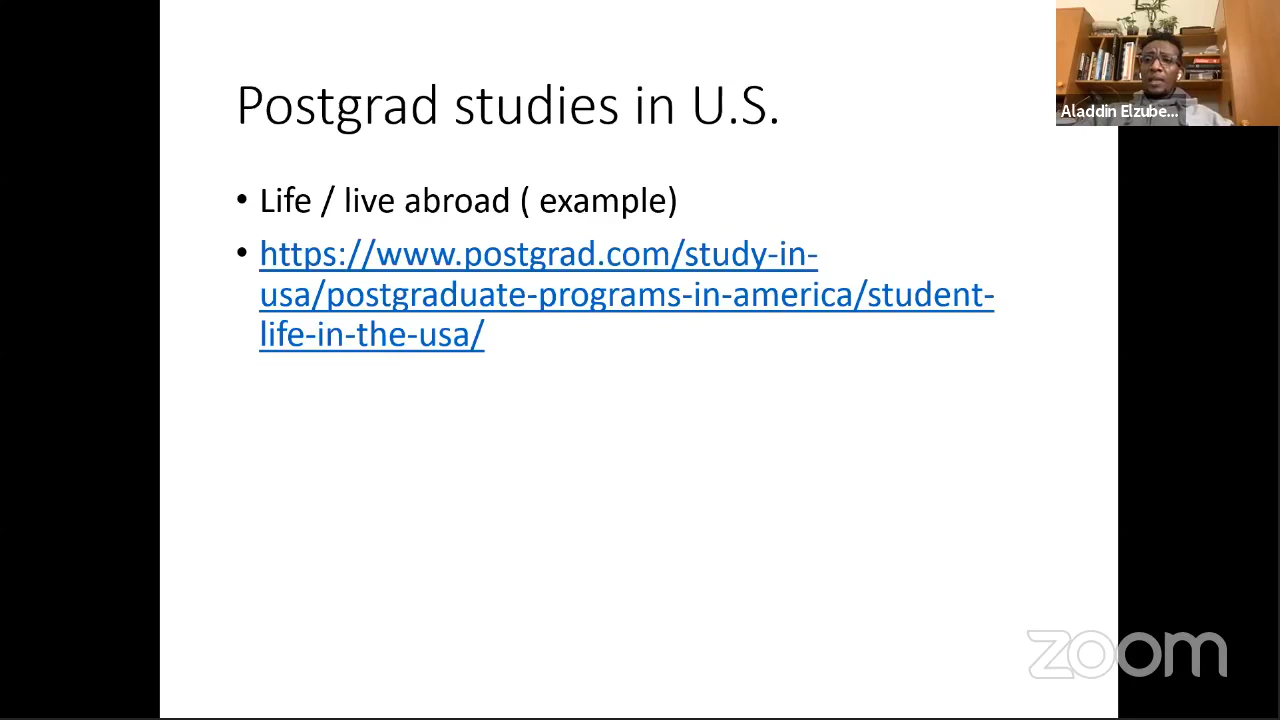 Postgrad studies in U.S.
• Life / live abroad ( example)
• https://www.postgrad.com/study-in-
usa/postgraduate-programs-in-america/student-
life-in-the-usa/
Aladdin Elzube...
zoom